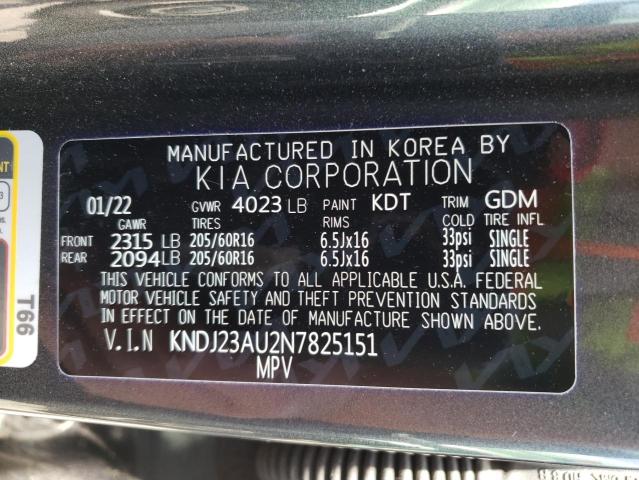 MANUFACTURED IN KOREA BY
KIA CORPORATION
01/22 GVWR 4023 LB PAINT KDT TRIM GDM
GAWR TIRES RIMS COLD TIRE INFL
FRONT 2315 LB 205/60R16 6.5Jx16 33psi SINGLE
REAR 2094 LB 205/60R16 6.5Jx16 33psi SINGLE
THIS VEHICLE CONFORMS TO ALL APPLICABLE U.S.A. FEDERAL
MOTOR VEHICLE SAFETY AND THEFT PREVENTION STANDARDS
IN EFFECT ON THE DATE OF MANUFACTURE SHOWN ABOVE.
V.I.N KNDJ23AU2N7825151
MPV
T66